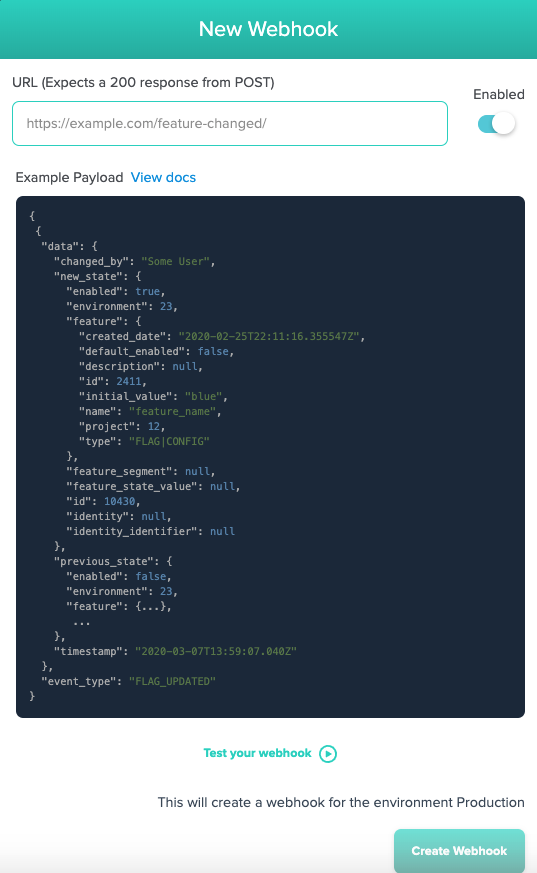 New Webhook
URL (Expects a 200 response from POST)
Enabled
https://example.com/feature-changed/
Example Payload View docs
{
{
"data": {
"changed_by": "Some User",
"new_state": {
"enabled": true,
"environment": 23,
"feature": {
"created_date": "2020-02-25T22:11:16.355547Z",
"default_enabled": false,
"description": null,
"id": 2411,
"initial_value": "blue",
"name": "feature_name",
"project": 12,
"type": "FLAG|CONFIG"
},
"feature_segment": null,
"feature_state_value": null,
"id": 10430,
"identity": null,
"identity_identifier": null
},
"previous_state": {
"enabled": false,
"environment": 23,
"feature": {...},
...
},
"timestamp": "2020-03-07T13:59:07.040Z"
},
"event_type": "FLAG_UPDATED"
}
Test your webhook
This will create a webhook for the environment Production
Create Webhook